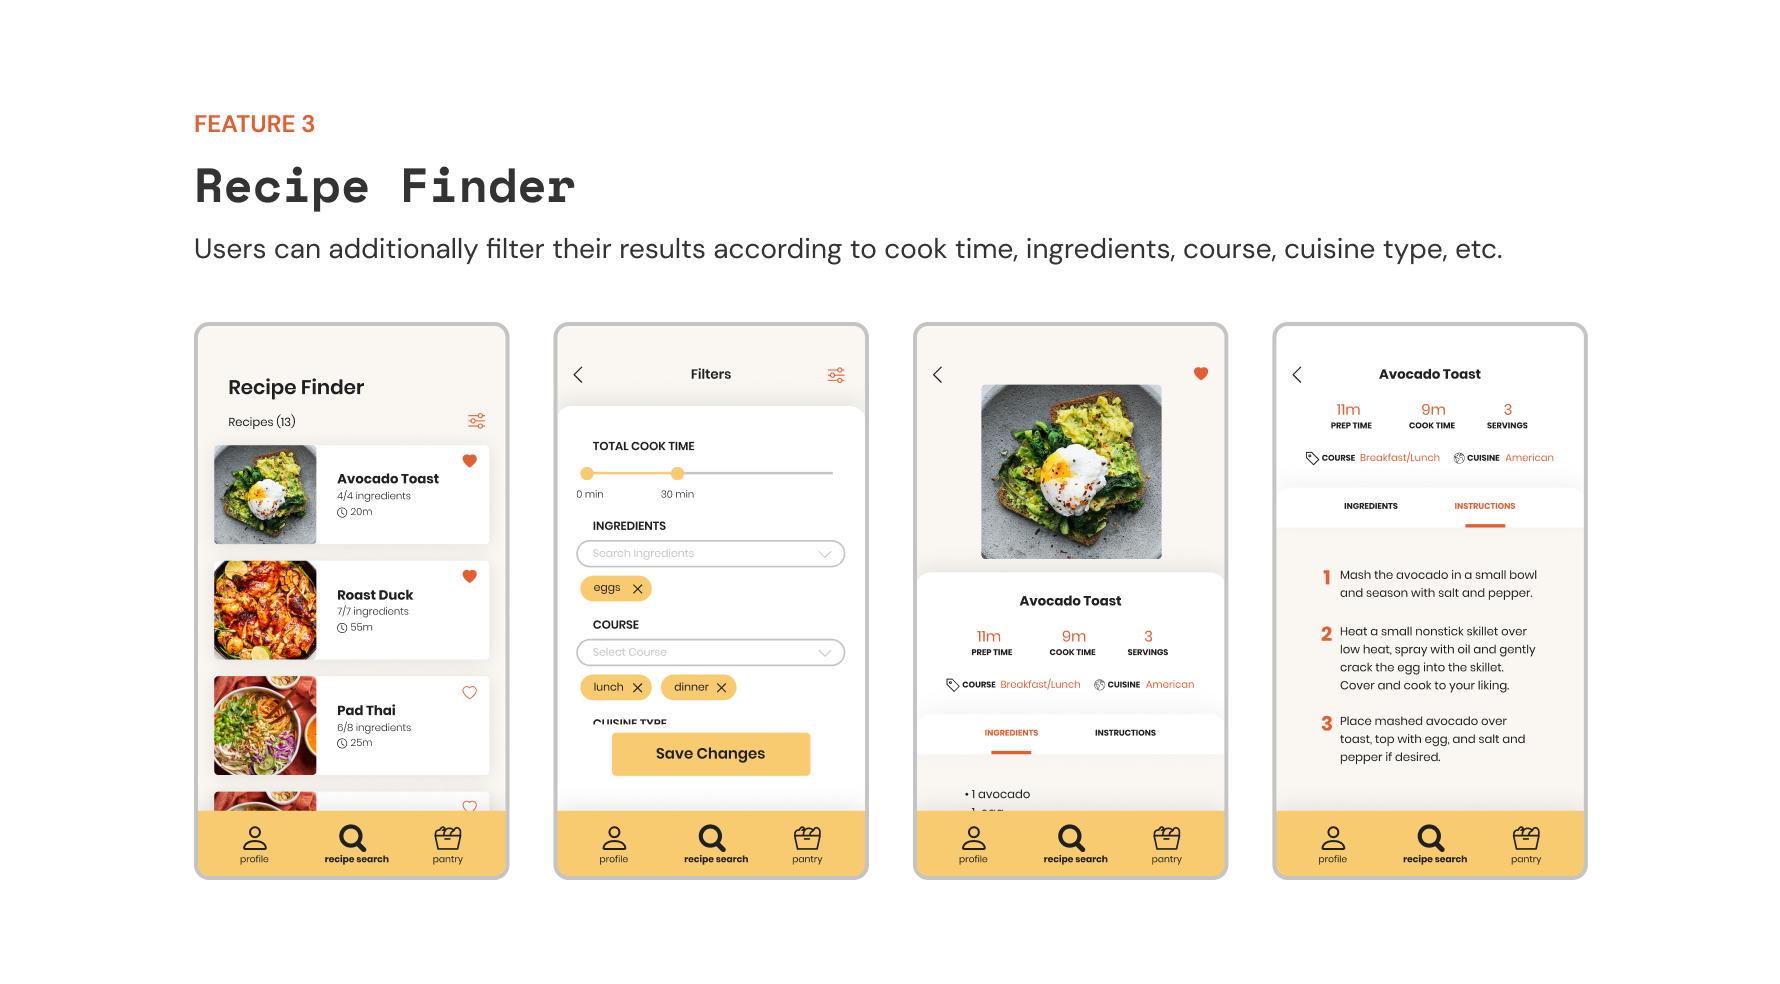 FEATURE 3
Recipe Finder
Users can additionally filter their results according to cook time, ingredients, course, cuisine type, etc.
Recipe Finder
Recipes (13)
Avocado Toast
4/4 ingredients
20m
Roast Duck
7/7 ingredients
55m
Pad Thai
6/8 ingredients
25m
profile
recipe search
pantry
Filters
TOTAL COOK TIME
0 min
30 min
INGREDIENTS
Search Ingredients
eggs
COURSE
Select Course
lunch
dinner
CUISINE TYPE
Save Changes
profile
recipe search
pantry
Avocado Toast
11m
PREP TIME
9m
COOK TIME
3
SERVINGS
COURSE Breakfast/Lunch
CUISINE American
INGREDIENTS
INSTRUCTIONS
• 1 avocado
1 egg
profile
recipe search
pantry
Avocado Toast
11m
PREP TIME
9m
COOK TIME
3
SERVINGS
COURSE Breakfast/Lunch
CUISINE American
INGREDIENTS
INSTRUCTIONS
1 Mash the avocado in a small bowl
and season with salt and pepper.
2 Heat a small nonstick skillet over
low heat, spray with oil and gently
crack the egg into the skillet.
Cover and cook to your liking.
3 Place mashed avocado over
toast, top with egg, and salt and
pepper if desired.
profile
recipe search
pantry